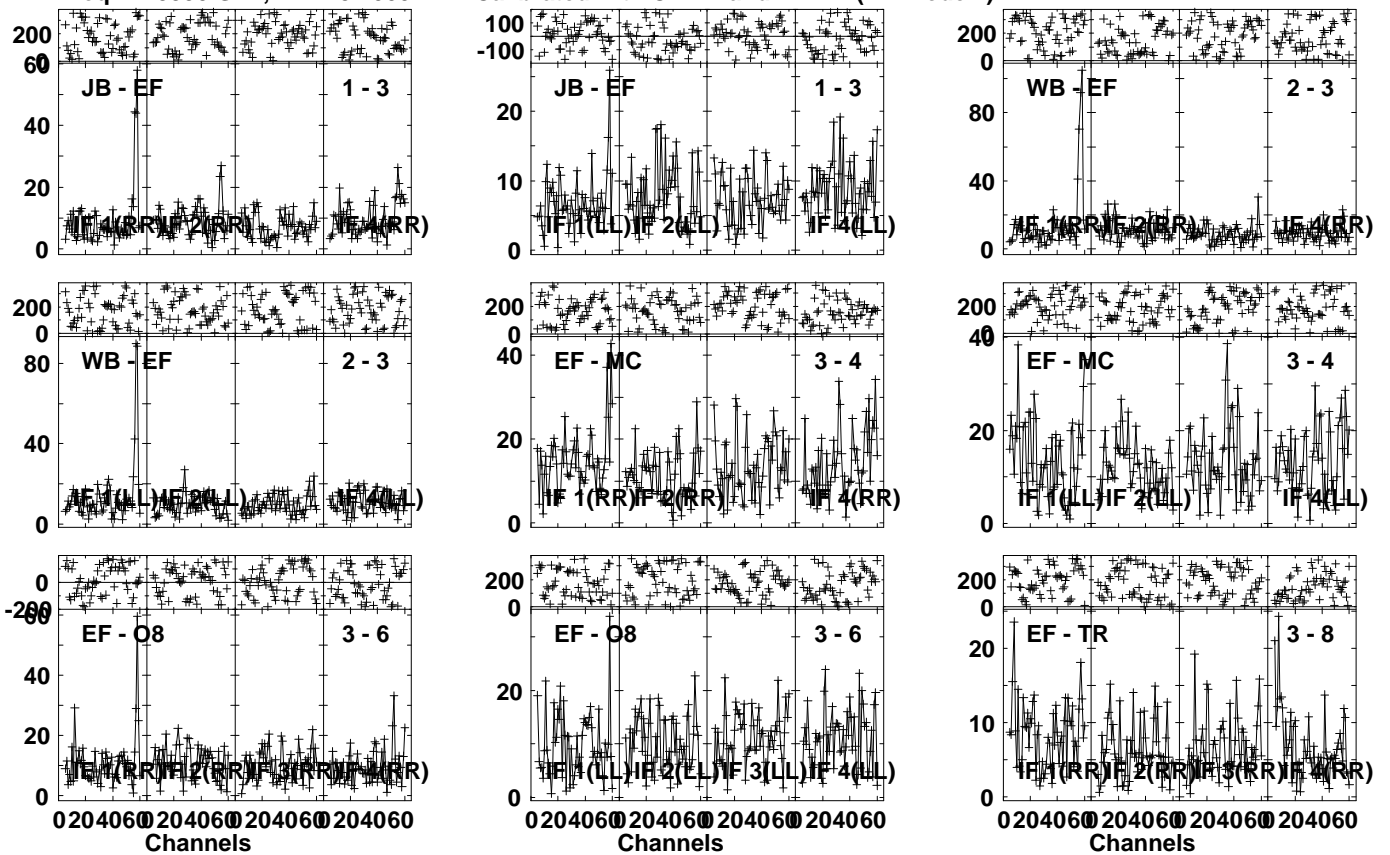 200
0
100
-100
200
0
60
40
20
0
JB - EF
1 - 3
IF 1(RR)
IF 2(RR)
IF 4(RR)
20
10
0
JB - EF
1 - 3
IF 1(LL)
IF 2(LL)
IF 4(LL)
80
40
0
WB - EF
2 - 3
IF 1(RR)
IF 2(RR)
IF 4(RR)
200
0
200
0
200
0
80
40
0
WB - EF
2 - 3
IF 1(LL)
IF 2(LL)
IF 4(LL)
40
20
0
EF - MC
3 - 4
IF 1(RR)
IF 2(RR)
IF 4(RR)
40
20
0
EF - MC
3 - 4
IF 1(LL)
IF 2(LL)
IF 4(LL)
0
-200
200
0
200
0
60
40
20
0
EF - O8
3 - 6
IF 1(RR)
IF 2(RR)
IF 3(RR)
IF 4(RR)
20
0
EF - O8
3 - 6
IF 1(LL)
IF 2(LL)
IF 3(LL)
IF 4(LL)
20
10
0
EF - TR
3 - 8
IF 1(RR)
IF 2(RR)
IF 3(RR)
IF 4(RR)
0 20 40 60 0 20 40 60 0 20 40 60 0 20 40 60
0 20 40 60 0 20 40 60 0 20 40 60 0 20 40 60
0 20 40 60 0 20 40 60 0 20 40 60 0 20 40 60
Channels
Channels
Channels